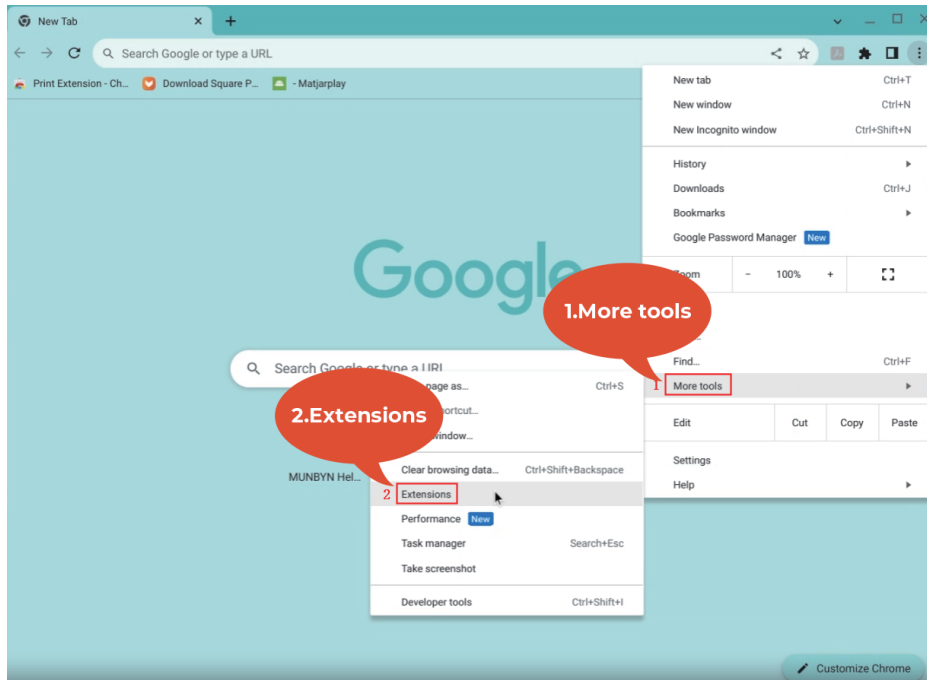 New Tab
Search Google or type a URL
Print Extension - Ch... Download Square P... - Matjarplay
New tab Ctrl+T
New window Ctrl+N
New Incognito window Ctrl+Shift+N
History
Downloads Ctrl+J
Bookmarks
Google Password Manager New
Zoom - 100% +
Google
1.More tools
Find... Ctrl+F
1 More tools
Edit Cut Copy Paste
Settings
Help
Search Google or type a URL
page as... Ctrl+S
2.Extensions
window...
MUNBYN Hel...
Clear browsing data... Ctrl+Shift+Backspace
2 Extensions
Performance New
Task manager Search+Esc
Take screenshot
Developer tools Ctrl+Shift+I
Customize Chrome